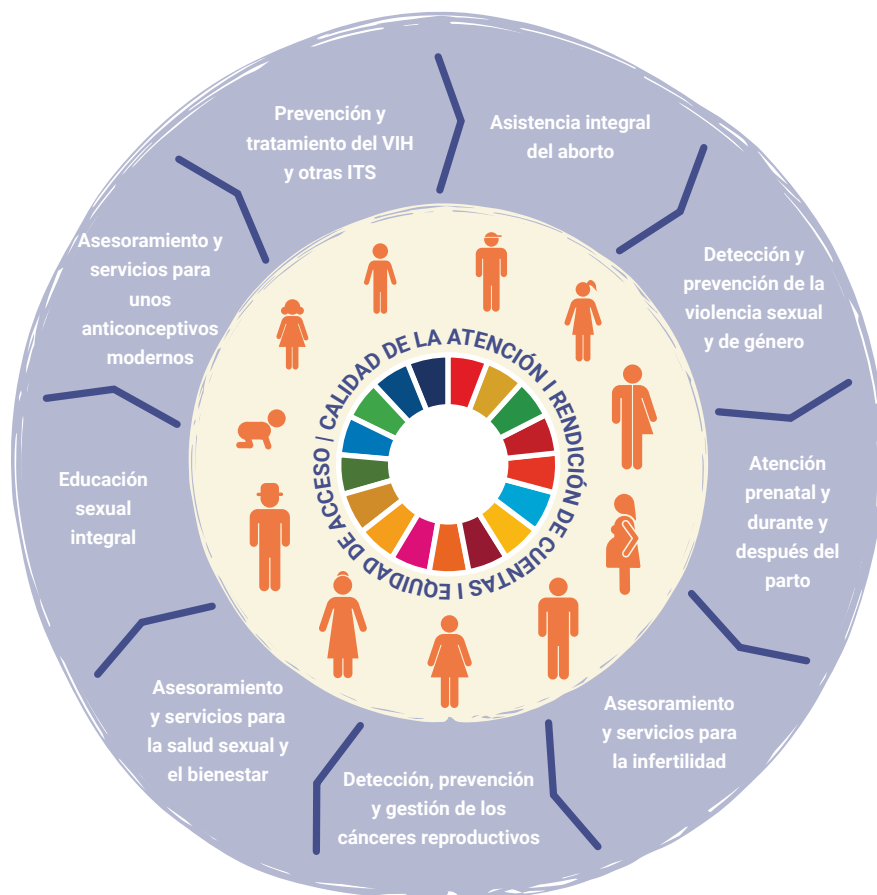 Prevención y
tratamiento del VIH
y otras ITS
Asistencia integral
del aborto
Detección y
prevención de la
violencia sexual
y de género
Atención
prenatal y
durante y
después del
parto
Asesoramiento
y servicios para
la infertilidad
Detección, prevención
y gestión de los
cánceres reproductivos
Asesoramiento
y servicios para
la salud sexual y
el bienestar
Educación
sexual
integral
Asesoramiento y
servicios para
unos
anticonceptivos
modernos
CALIDAD DE LA ATENCIÓN | RENDICIÓN DE CUENTAS | EQUIDAD DE ACCESO |